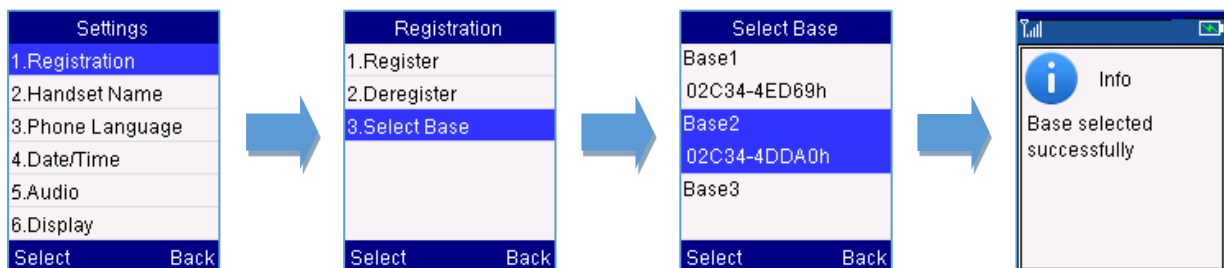 Settings
1.Registration
2.Handset Name
3.Phone Language
4.Date/Time
5.Audio
6.Display
Select Back
Registration
1.Register
2.Deregister
3.Select Base
Select Back
Select Base
Base1
02C34-4ED69h
Base2
02C34-4DDA0h
Base3
Select Back
Info
Base selected
successfully